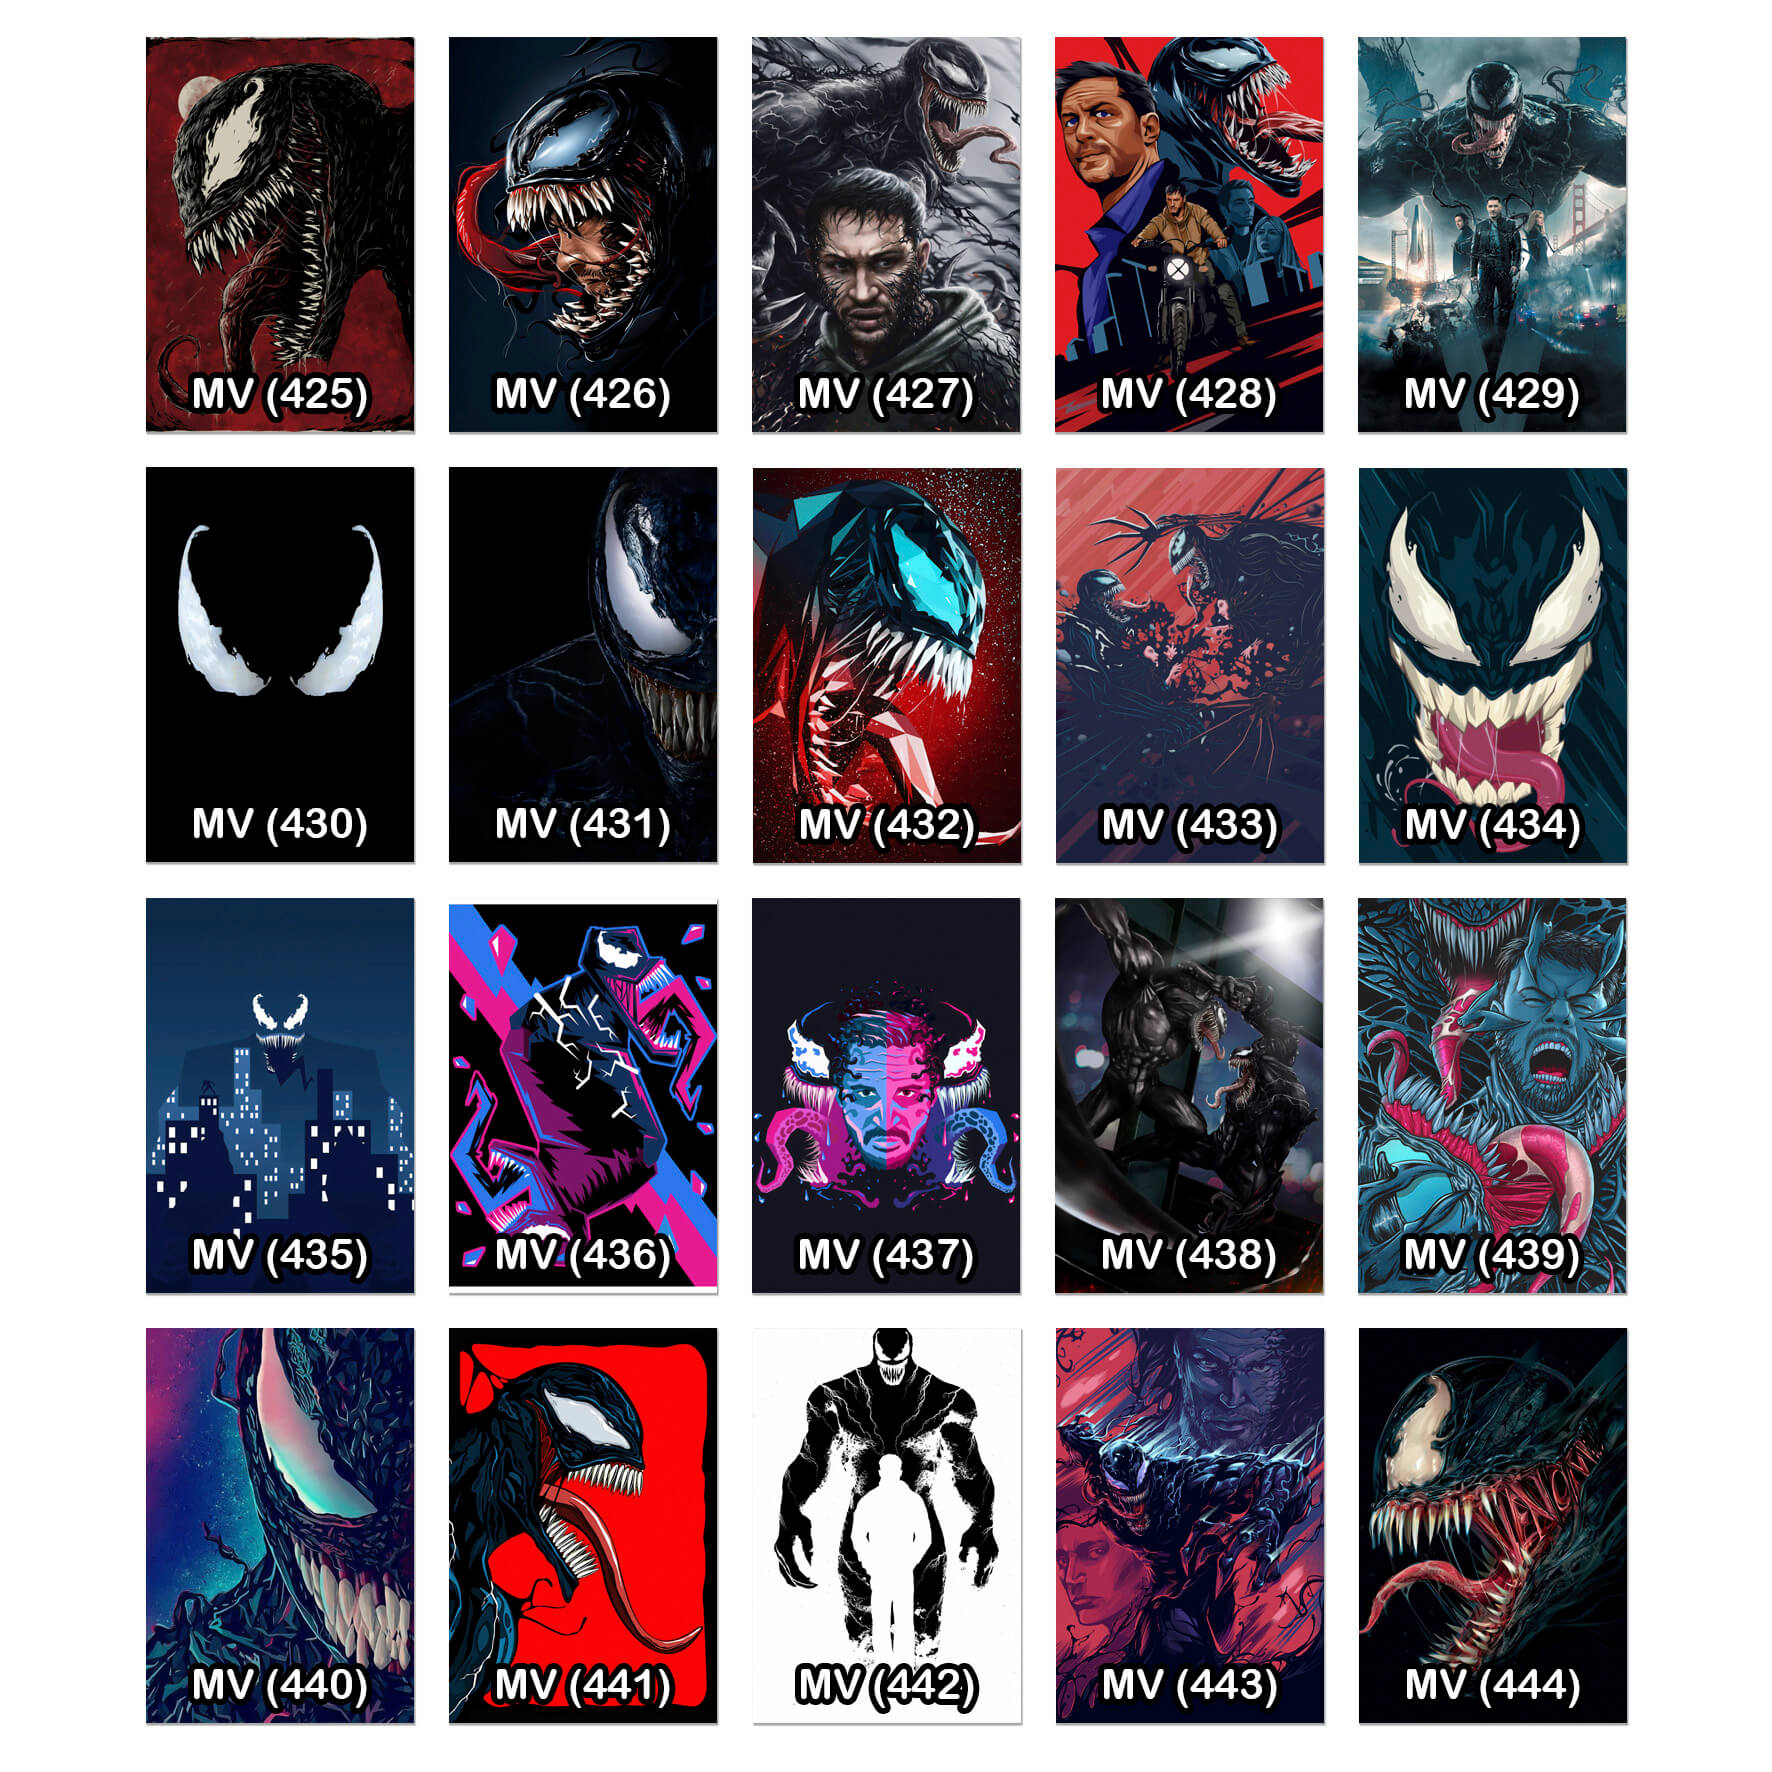 MV (425)
MV (426)
MV (427)
MV (428)
MV (429)
MV (430)
MV (431)
MV (432)
MV (433)
MV (434)
MV (435)
MV (436)
MV (437)
MV (438)
MV (439)
MV (440)
MV (441)
MV (442)
MV (443)
MV (444)
VENOM